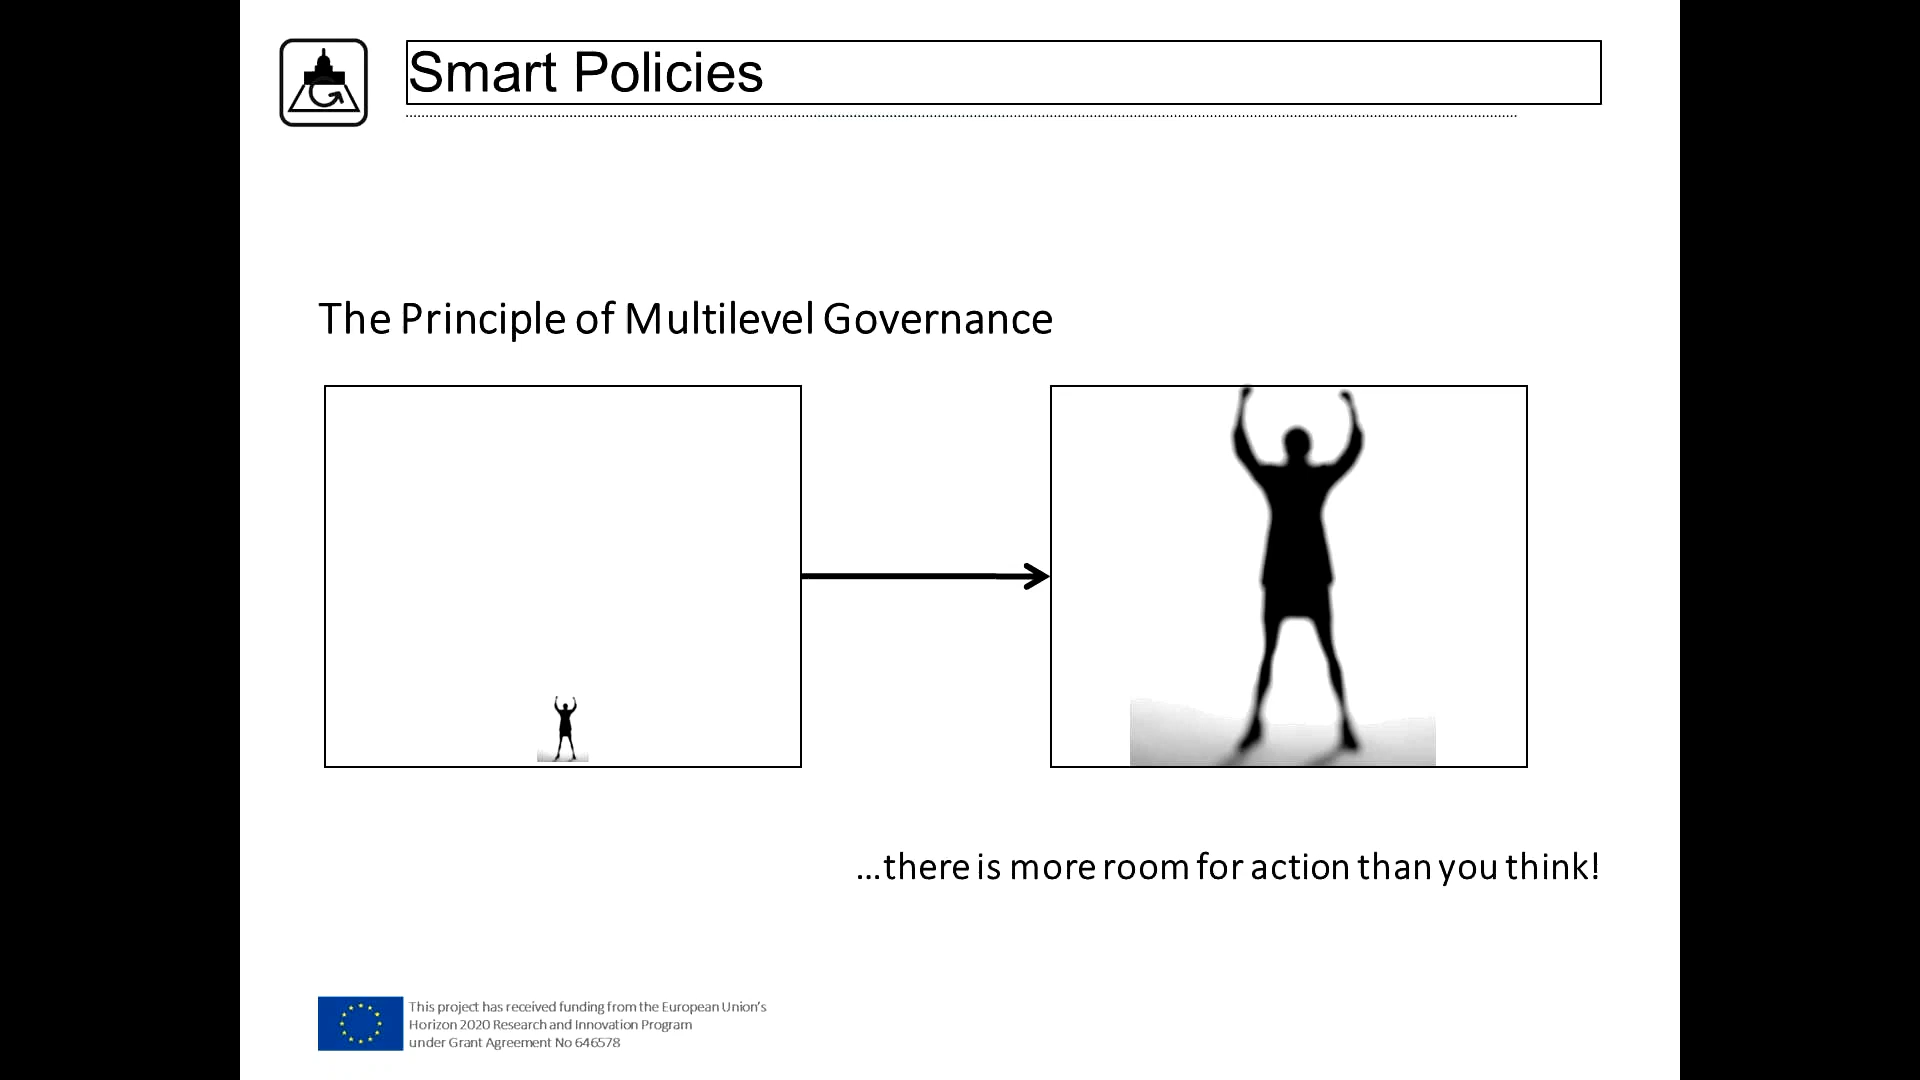 Smart Policies
The Principle of Multilevel Governance
...there is more room for action than you think!
This project has received funding from the European Union's
Horizon 2020 Research and Innovation Program
under Grant Agreement No 646578